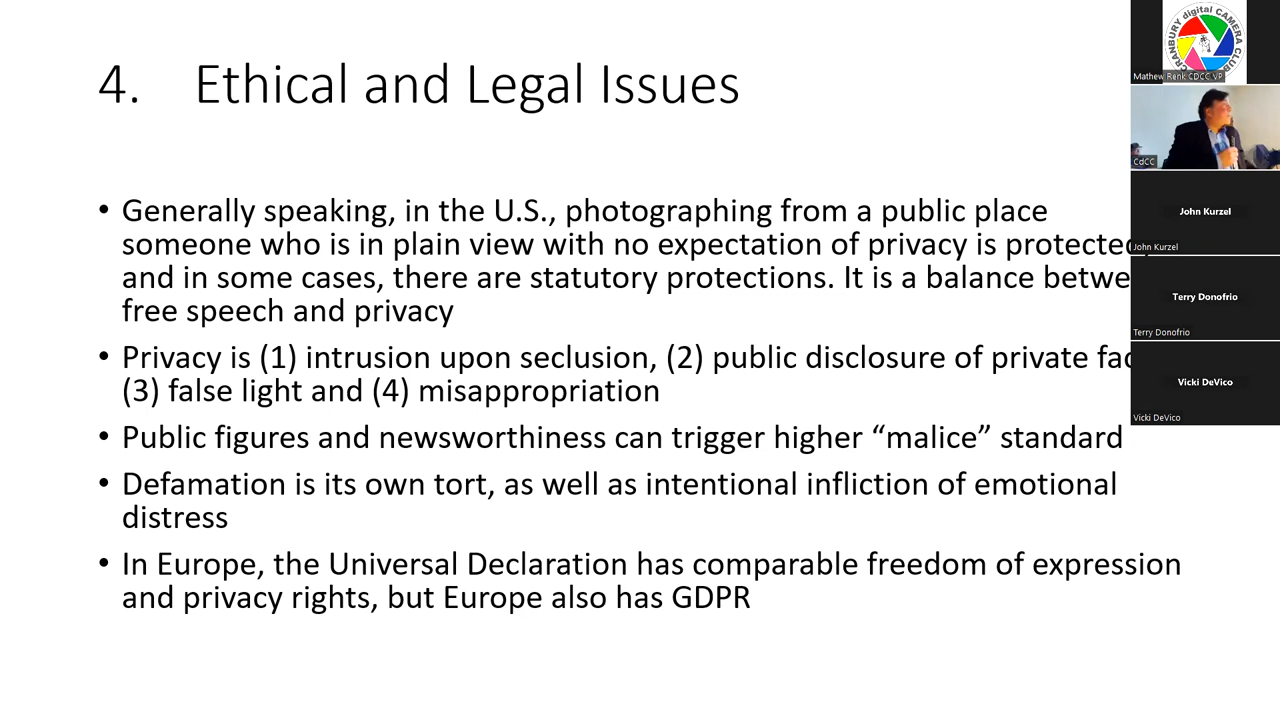 4. Ethical and Legal Issues
• Generally speaking, in the U.S., photographing from a public place
someone who is in plain view with no expectation of privacy is protected,
and in some cases, there are statutory protections. It is a balance betwe
free speech and privacy
• Privacy is (1) intrusion upon seclusion, (2) public disclosure of private fac
(3) false light and (4) misappropriation
• Public figures and newsworthiness can trigger higher “malice” standard
• Defamation is its own tort, as well as intentional infliction of emotional
distress
• In Europe, the Universal Declaration has comparable freedom of expression
and privacy rights, but Europe also has GDPR
CRANBURY digital CAMERA CLUB
Mathew Renk CDCC VP
CdCC
John Kurzel
John Kurzel
Terry Donofrio
Terry Donofrio
Vicki DeVico
Vicki DeVico